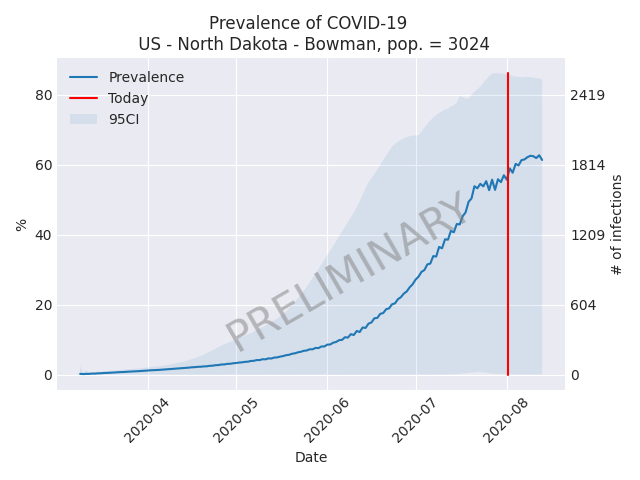 Prevalence of COVID-19
US - North Dakota - Bowman, pop. = 3024
Prevalence
Today
95CI
80
60
40
20
0
%
2419
1814
1209
604
0
# of infections
PRELIMINARY
2020-04
2020-05
2020-06
2020-07
2020-08
Date